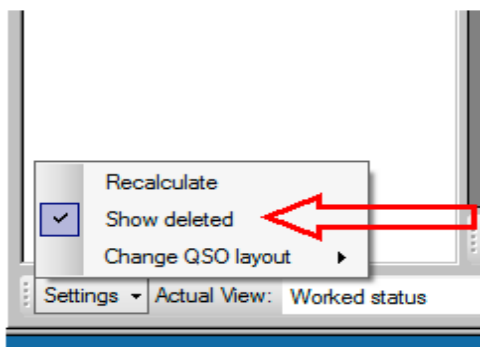 Recalculate
Show deleted
Change QSO layout
Settings Actual View: Worked status